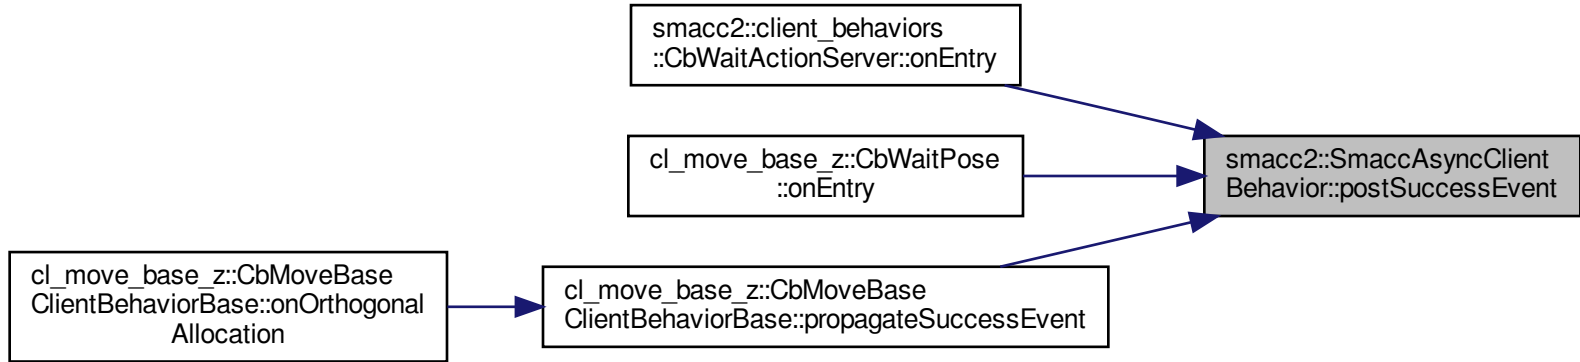 smacc2::client_behaviors
::CbWaitActionServer::onEntry
cl_move_base_z::CbWaitPose
::onEntry
smacc2::SmaccAsyncClient
Behavior::postSuccessEvent
cl_move_base_z::CbMoveBase
ClientBehaviorBase::onOrthogonal
Allocation
cl_move_base_z::CbMoveBase
ClientBehaviorBase::propagateSuccessEvent